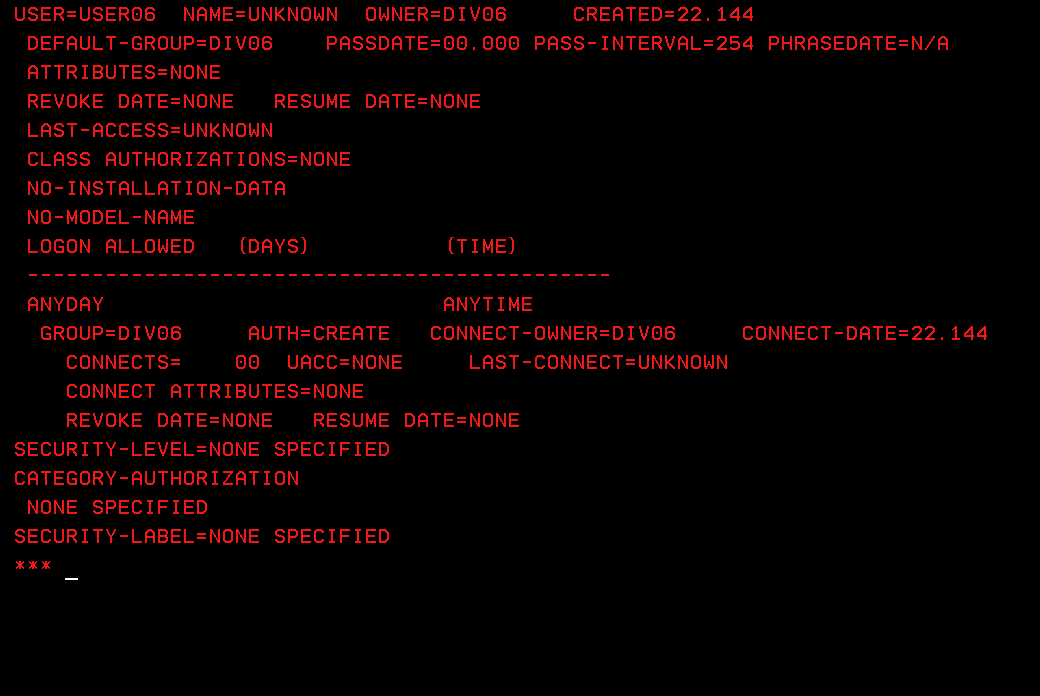 USER=USER06  NAME=UNKNOWN  OWNER=DIV06     CREATED=22.144
 DEFAULT-GROUP=DIV06    PASSDATE=00.000 PASS-INTERVAL=254 PHRASEDATE=N/A
 ATTRIBUTES=NONE
 REVOKE DATE=NONE   RESUME DATE=NONE
 LAST-ACCESS=UNKNOWN
 CLASS AUTHORIZATIONS=NONE
 NO-INSTALLATION-DATA
 NO-MODEL-NAME
 LOGON ALLOWED   (DAYS)          (TIME)
 ---------------------------------------------
 ANYDAY                          ANYTIME
  GROUP=DIV06     AUTH=CREATE   CONNECT-OWNER=DIV06     CONNECT-DATE=22.144
    CONNECTS=    00  UACC=NONE     LAST-CONNECT=UNKNOWN
    CONNECT ATTRIBUTES=NONE
    REVOKE DATE=NONE   RESUME DATE=NONE
SECURITY-LEVEL=NONE SPECIFIED
CATEGORY-AUTHORIZATION
 NONE SPECIFIED
SECURITY-LABEL=NONE SPECIFIED
*** _